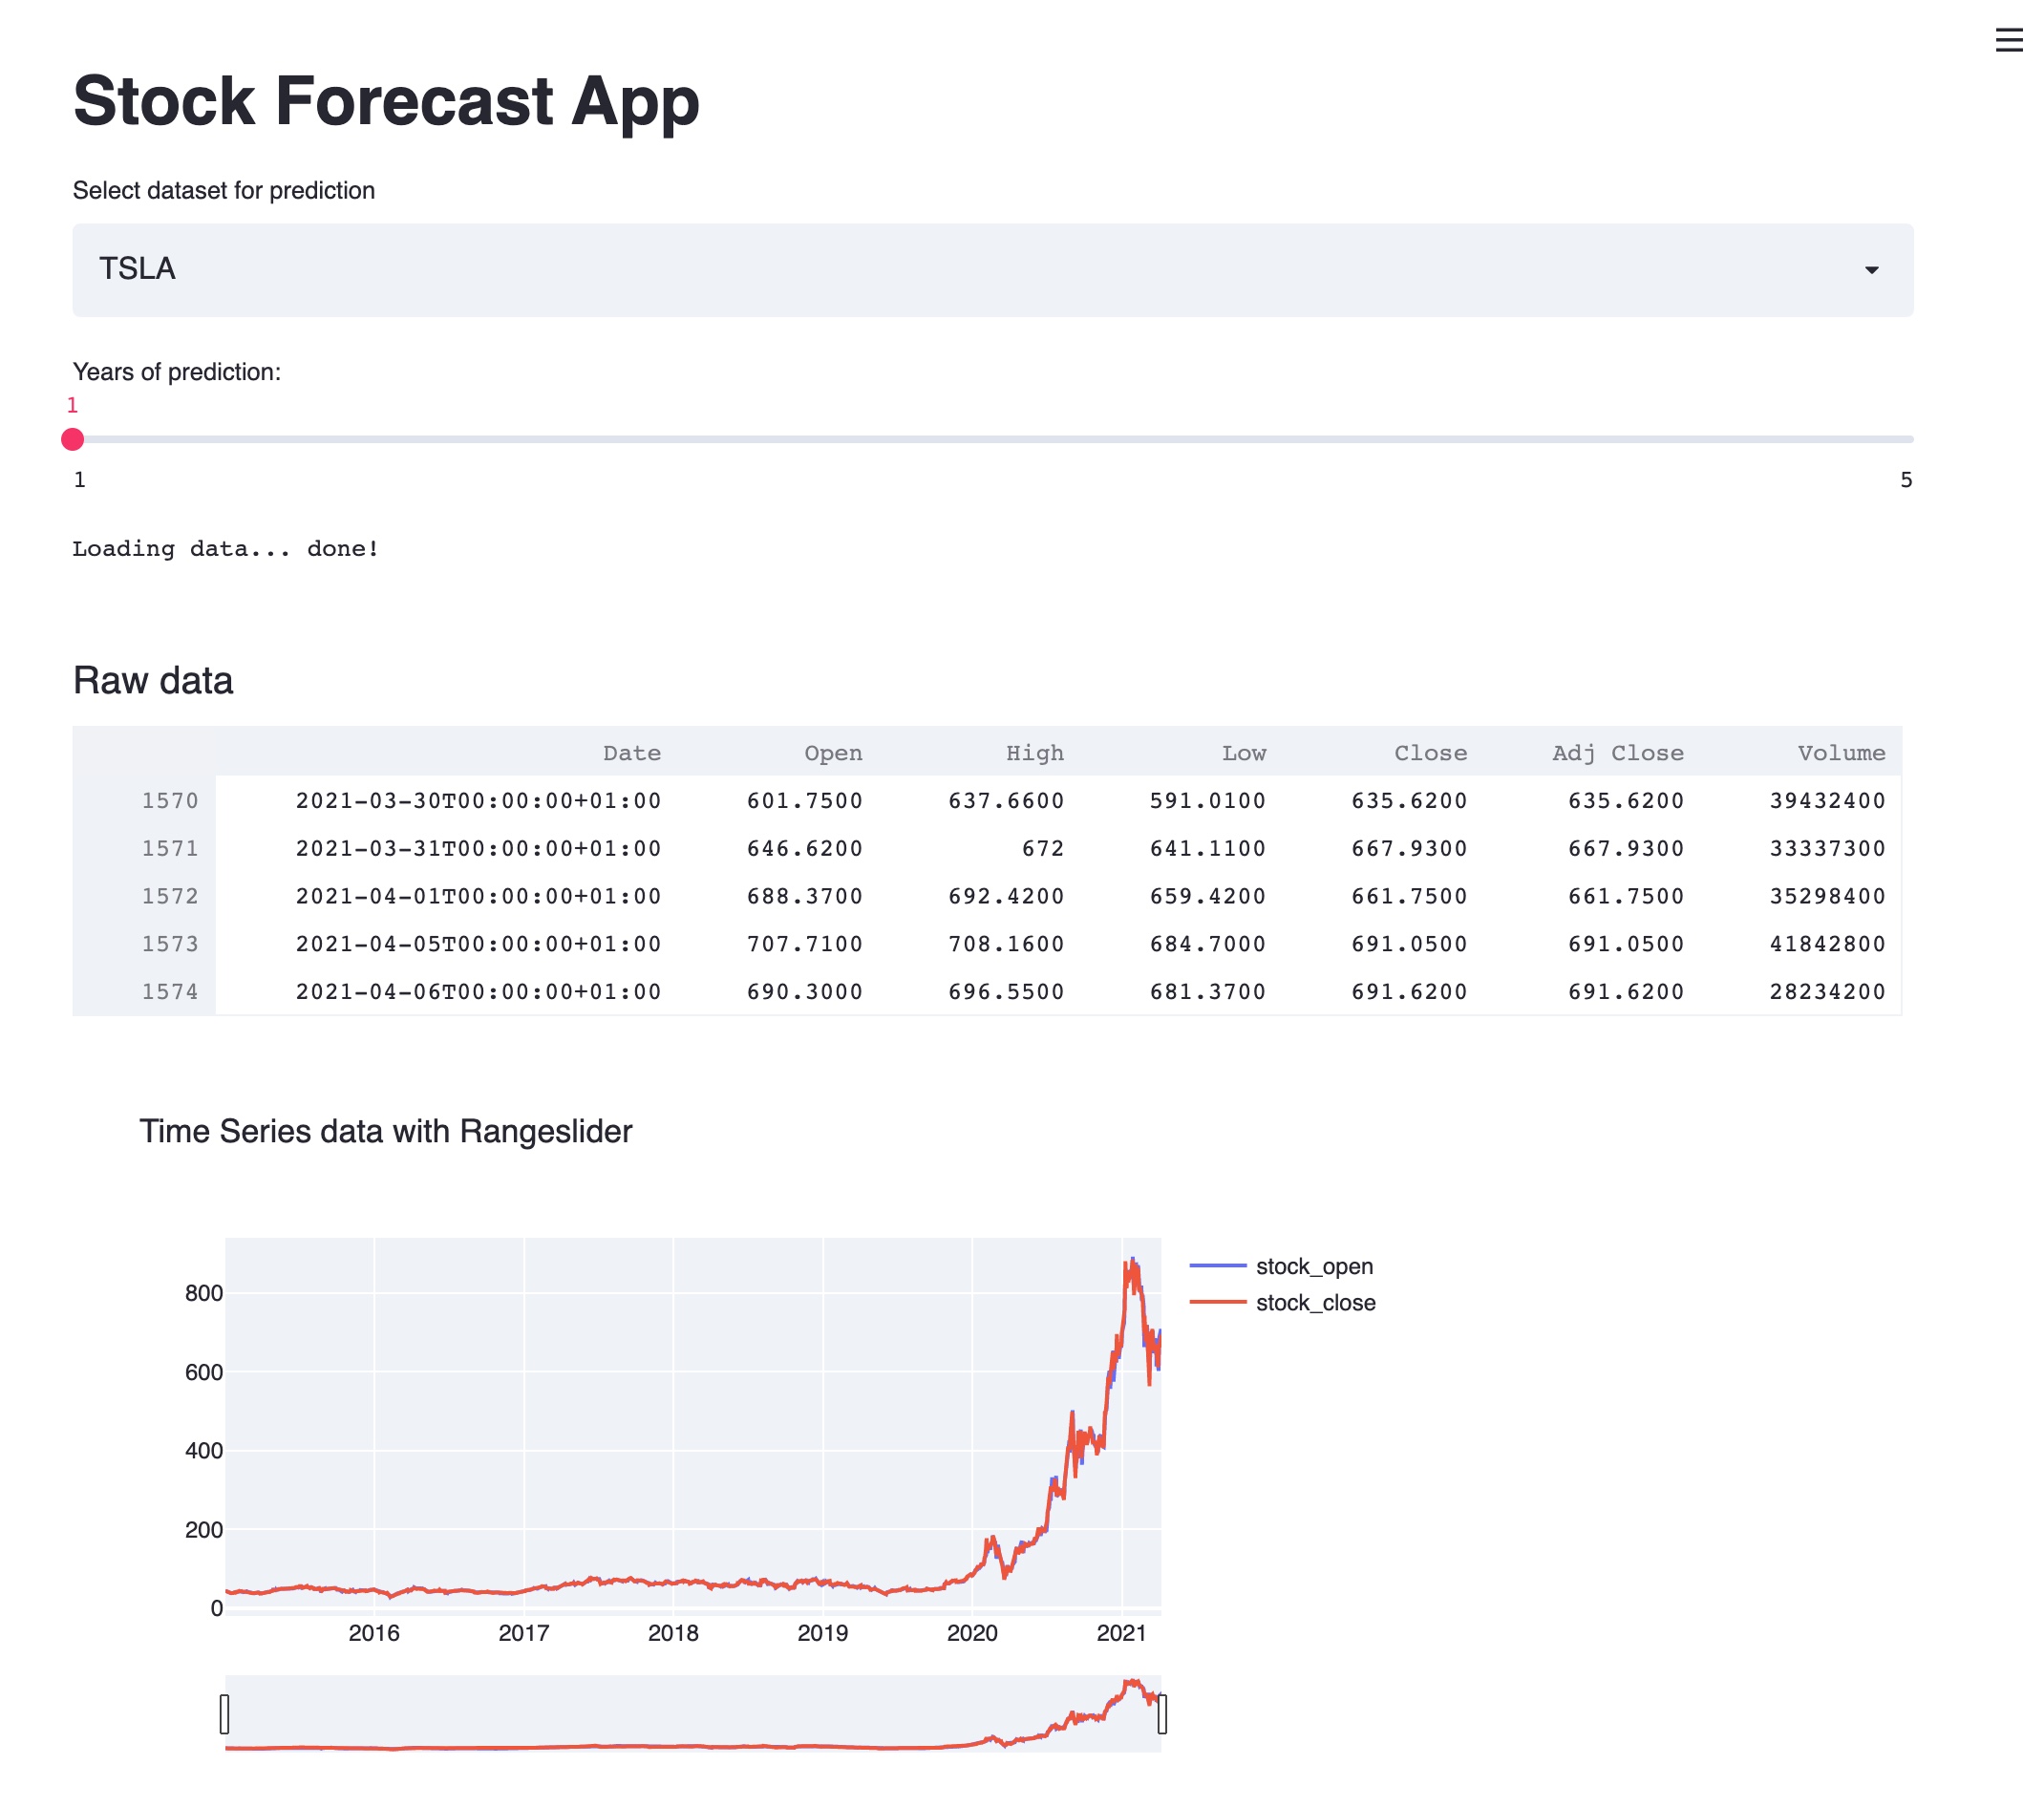 Stock Forecast App
Select dataset for prediction
TSLA
Years of prediction:
1
1 5
Loading data... done!
Raw data
Date Open High Low Close Adj Close Volume
1570 2021-03-30T00:00:00+01:00 601.7500 637.6600 591.0100 635.6200 635.6200 39432400
1571 2021-03-31T00:00:00+01:00 646.6200 672 641.1100 667.9300 667.9300 33337300
1572 2021-04-01T00:00:00+01:00 688.3700 692.4200 659.4200 661.7500 661.7500 35298400
1573 2021-04-05T00:00:00+01:00 707.7100 708.1600 684.7000 691.0500 691.0500 41842800
1574 2021-04-06T00:00:00+01:00 690.3000 696.5500 681.3700 691.6200 691.6200 28234200
Time Series data with Rangeslider
stock_open
stock_close
800
600
400
200
0
2016 2017 2018 2019 2020 2021